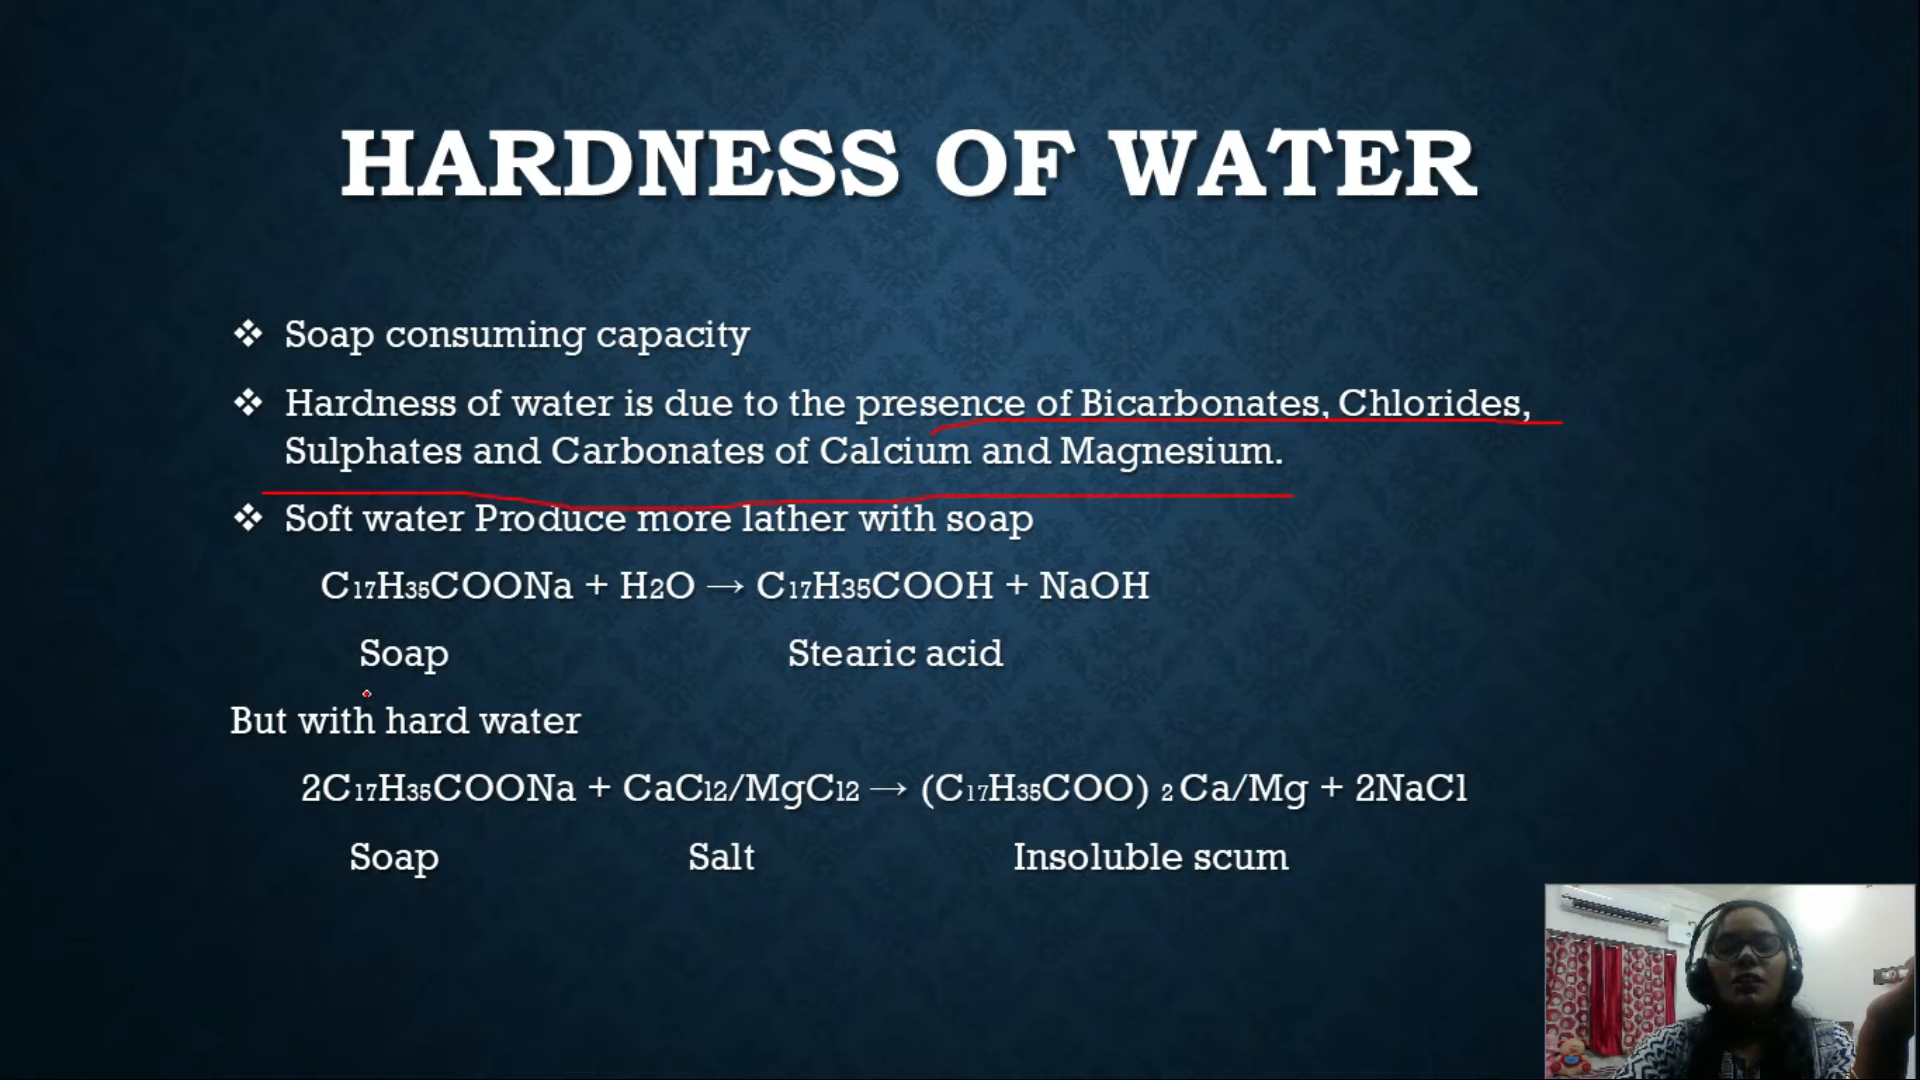 HARDNESS OF WATER
❖ Soap consuming capacity
❖ Hardness of water is due to the presence of Bicarbonates, Chlorides,
Sulphates and Carbonates of Calcium and Magnesium.
❖ Soft water Produce more lather with soap
C₁₇H₃₅COONa + H₂O → C₁₇H₃₅COOH + NaOH
Soap Stearic acid
But with hard water
2C₁₇H₃₅COONa + CaCl₂/MgCl₂ → (C₁₇H₃₅COO) ₂ Ca/Mg + 2NaCl
Soap Salt Insoluble scum